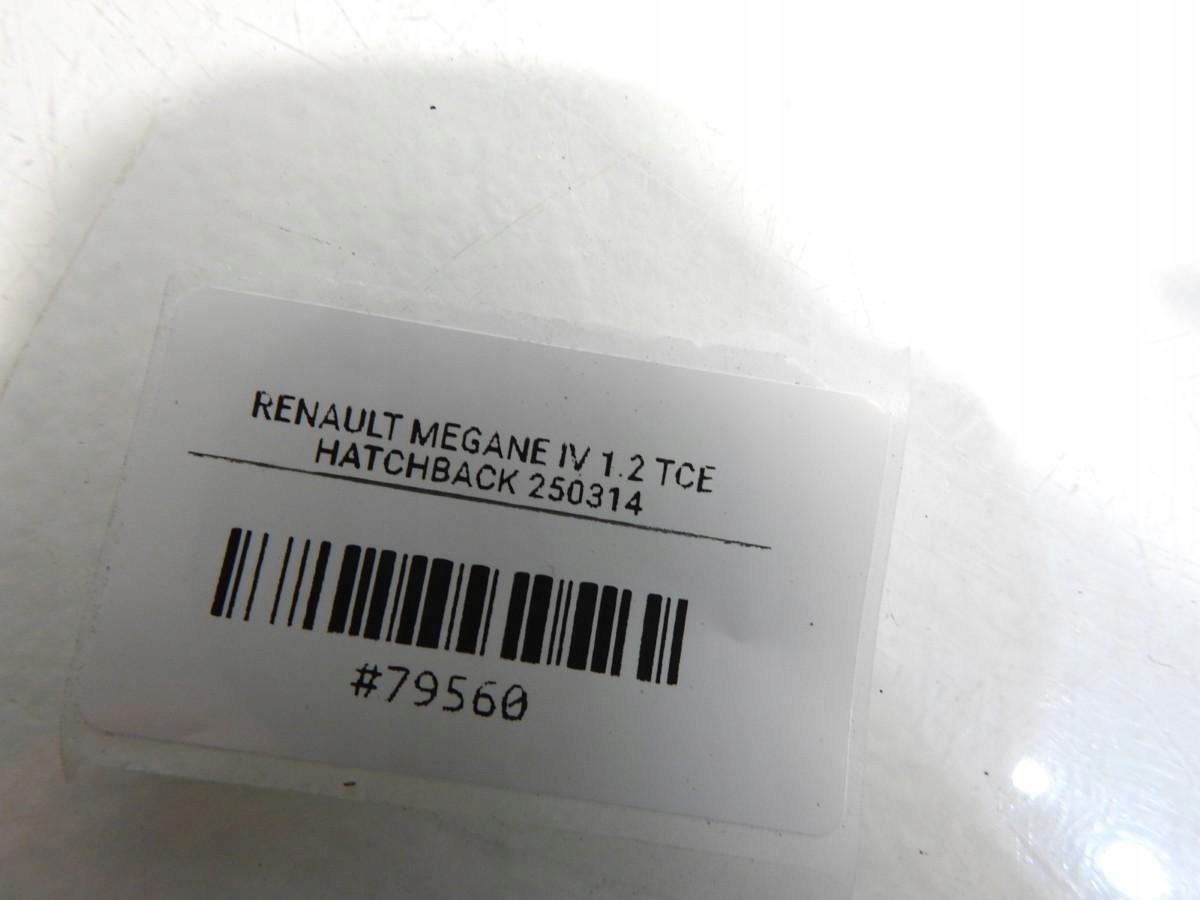 RENAULT MEGANE IV 1.2 TCE
HATCHBACK 250314
#79560